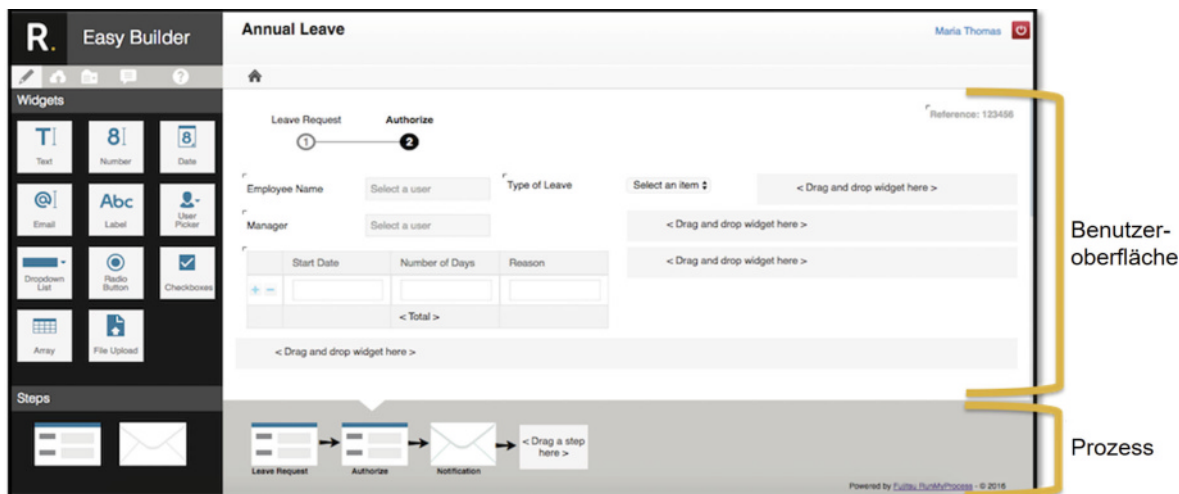 R.
Easy Builder
Annual Leave
Maria Thomas
Widgets
Text
Number
Date
Email
Abc
Label
User
Picker
Dropdown
List
Radio
Button
Checkboxes
Array
File Upload
Steps
Leave Request
Authorize
1
2
Reference: 123456
Employee Name
Select a user
Type of Leave
Select an item
< Drag and drop widget here >
Manager
Select a user
< Drag and drop widget here >
Start Date
Number of Days
Reason
< Drag and drop widget here >
+ −
< Total >
< Drag and drop widget here >
Leave Request
Authorize
Notification
< Drag a step
here >
Powered by Fujitsu RunMyProcess - © 2016
Benutzer-
oberfläche
Prozess